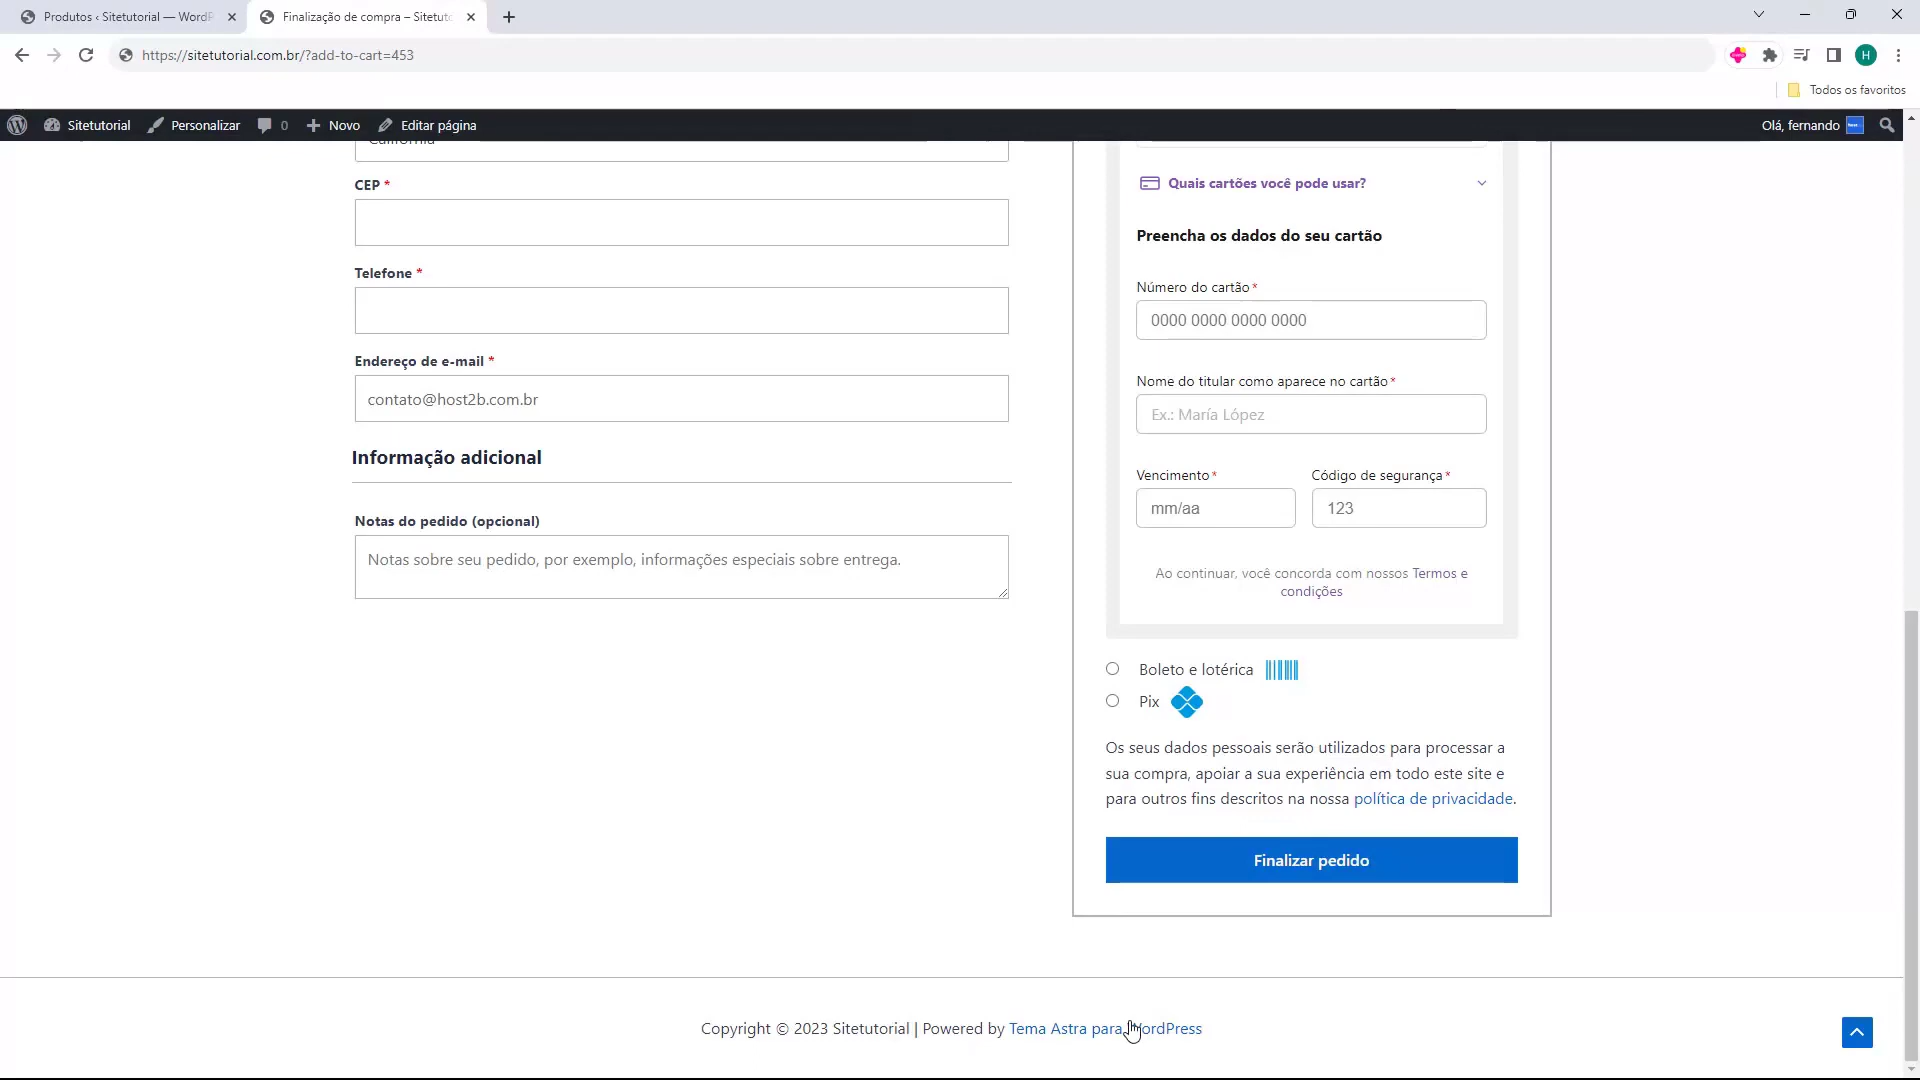 Produtos ‹ Sitetutorial — WordP
Finalização de compra – Sitetuto
https://sitetutorial.com.br/?add-to-cart=453
H
Todos os favoritos
Sitetutorial
Personalizar
0
Novo
Editar página
Olá, fernando
California
CEP *
Telefone *
Endereço de e-mail *
contato@host2b.com.br
Informação adicional
Notas do pedido (opcional)
Notas sobre seu pedido, por exemplo, informações especiais sobre entrega.
Quais cartões você pode usar?
Preencha os dados do seu cartão
Número do cartão*
0000 0000 0000 0000
Nome do titular como aparece no cartão*
Ex.: María López
Vencimento*
Código de segurança*
mm/aa
123
Ao continuar, você concorda com nossos Termos e
condições
Boleto e lotérica
Pix
Os seus dados pessoais serão utilizados para processar a
sua compra, apoiar a sua experiência em todo este site e
para outros fins descritos na nossa política de privacidade.
Finalizar pedido
Copyright © 2023 Sitetutorial | Powered by Tema Astra para WordPress